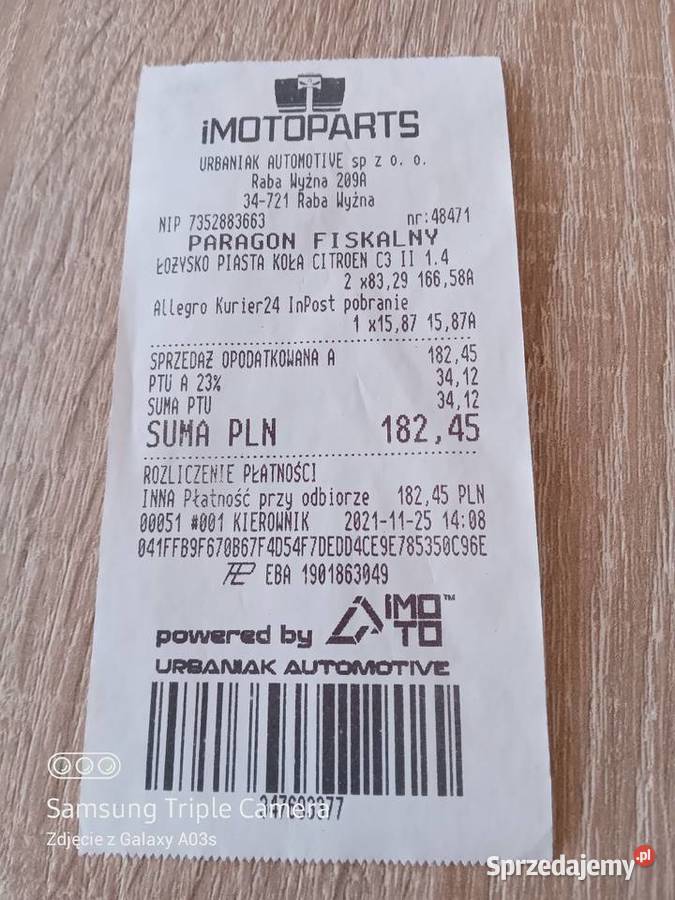 iMOTOPARTS
URBANIAK AUTOMOTIVE sp z o. o.
Raba Wyżna 209A
34-721 Raba Wyżna
NIP 7352883663 nr:48471
PARAGON FISKALNY
ŁOŻYSKO PIASTA KOŁA CITROEN C3 II 1.4
2 x83,29 166,58A
Allegro Kurier24 InPost pobranie
1 x15,87 15,87A
SPRZEDAŻ OPODATKOWANA A 182,45
PTU A 23% 34,12
SUMA PTU 34,12
SUMA PLN 182,45
ROZLICZENIE PŁATNOŚCI
INNA Płatność przy odbiorze 182,45 PLN
00051 #001 KIEROWNIK 2021-11-25 14:08
041FFB9F670B67F4D54F7DEDD4CE9E785350C96E
EBA 1901863049
powered by IMOTO™
URBANIAK AUTOMOTIVE
Samsung Triple Camera
Zdjęcie z Galaxy A03s
Sprzedajemy.pl